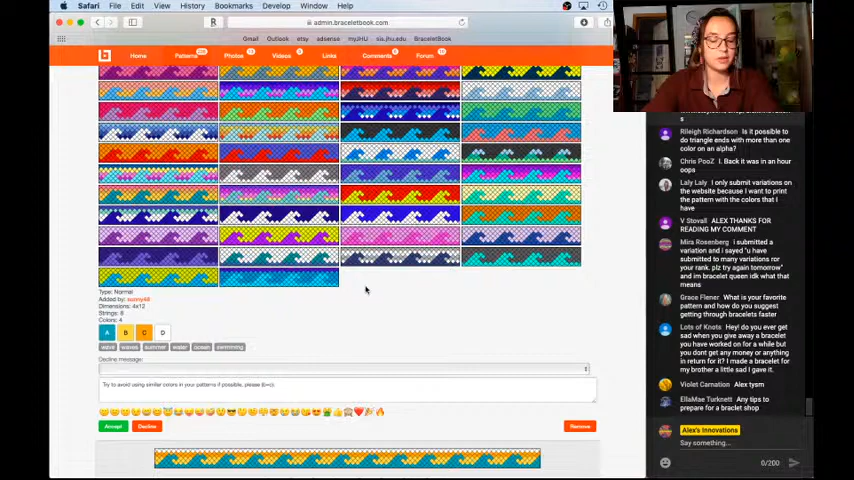 Safari File Edit View History Bookmarks Develop Window Help
admin.braceletbook.com
Gmail Outlook etsy adsense myJHU sis.jhu.edu BraceletBook
Home Patterns Photos Videos Links Comments Forum
Type: Normal
Added by: sunny48
Dimensions: 4x12
Strings: 8
Colors: 4
A B C D
wave waves summer water ocean swimming
Decline message:
Try to avoid using similar colors in your patterns if possible, please (b=c).
Accept Decline Remove
s
Rileigh Richardson Is it possible to
do triangle ends with more than one
color on an alpha?
Chris PooZ I. Back it was in an hour
oops
Laly Laly I only submit variations on
the website because I want to print
the pattern with the colors that I
have
V Stovall ALEX THANKS FOR
READING MY COMMENT
Mira Rosenberg i submitted a
variation and i sayed "u have
submitted to many variations ror
your rank. plz try again tomorrow"
and im bracelet queen idk what that
means
Grace Flener What is your favorite
pattern and how do you suggest
getting through bracelets faster
Lots of Knots Hey! do you ever get
sad when you give away a bracelet
you have worked on for a while but
you dont get any money or anything
in return for it? I made a bracelet for
my brother a little sad I gave it.
Violet Carnation Alex tysm
EllaMae Turknett Any tips to
prepare for a braclet shop
Alex's Innovations
Say something...
0/200